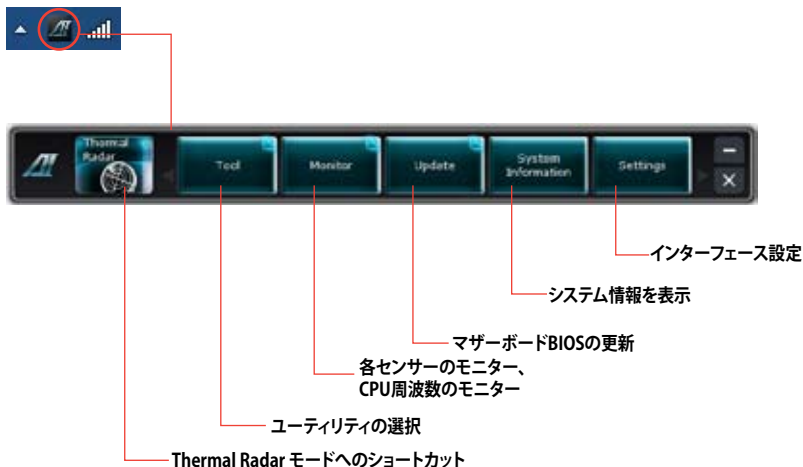 Thermal
Radar
Tool
Monitor
Update
System
Information
Settings
インターフェース設定
システム情報を表示
マザーボードBIOSの更新
各センサーのモニター、
CPU周波数のモニター
ユーティリティの選択
Thermal Radar モードへのショートカット